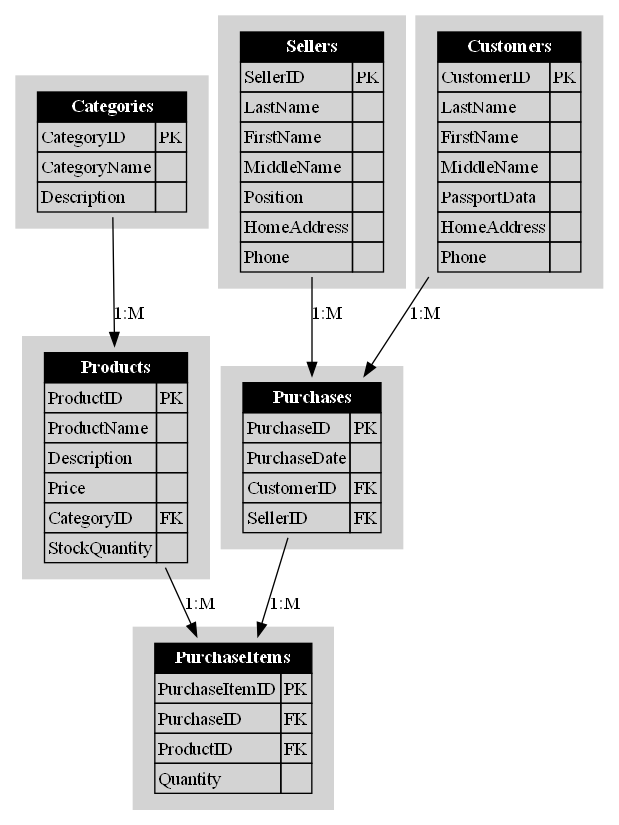 Sellers
SellerID PK
LastName
FirstName
MiddleName
Position
HomeAddress
Phone
Customers
CustomerID PK
LastName
FirstName
MiddleName
PassportData
HomeAddress
Phone
Categories
CategoryID PK
CategoryName
Description
1:M
1:M
1:M
Products
ProductID PK
ProductName
Description
Price
CategoryID FK
StockQuantity
Purchases
PurchaseID PK
PurchaseDate
CustomerID FK
SellerID FK
1:M
1:M
PurchaseItems
PurchaseItemID PK
PurchaseID FK
ProductID FK
Quantity